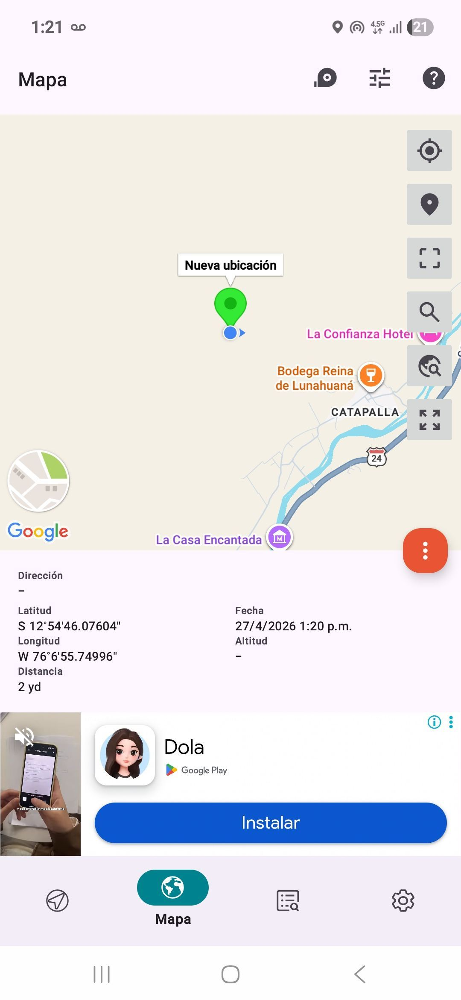 1:21
4.5G
21
Mapa
Nueva ubicación
La Confianza Hotel
Bodega Reina
de Lunahuaná
CATAPALLA
24
Google
La Casa Encantada
Dirección
–
Latitud
Fecha
S 12°54'46.07604"
27/4/2026 1:20 p.m.
Longitud
Altitud
W 76°6'55.74996"
–
Distancia
2 yd
Dola
Google Play
y obtendrás inmediatamente
Instalar
Mapa